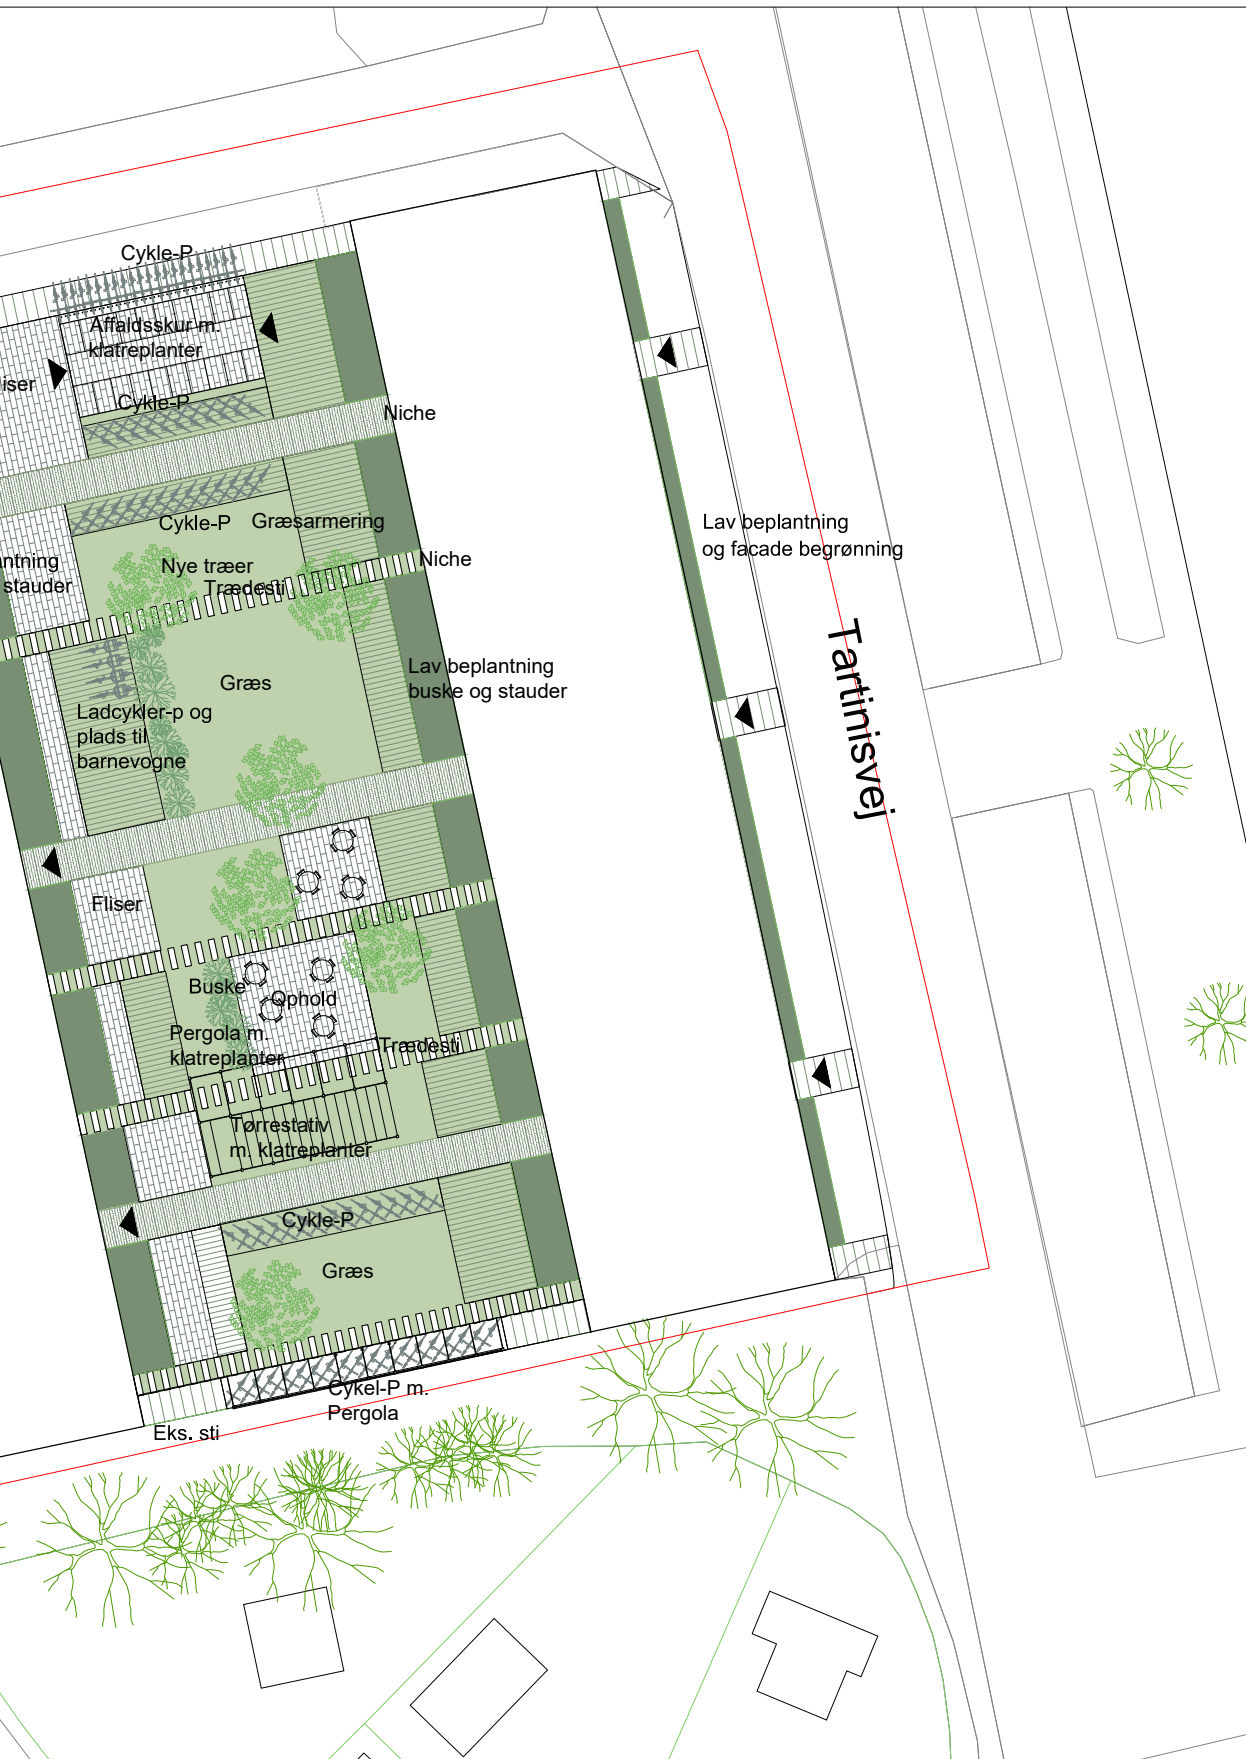 Cykle-P
Affaldsskur m.
klatreplanter
Cykle-P
Niche
Cykle-P
Græsarmering
Nye træer
Trædesti
Niche
stauder
Lav beplantning
og facade begrønning
Tartinisvej
Græs
Lav beplantning
buske og stauder
Ladcykler-p og
plads til
barnevogne
Fliser
Buske
Ophold
Pergola m.
klatreplanter
Trædesti
Tørrestativ
m. klatreplanter
Cykle-P
Græs
Cykel-P m.
Pergola
Eks. sti